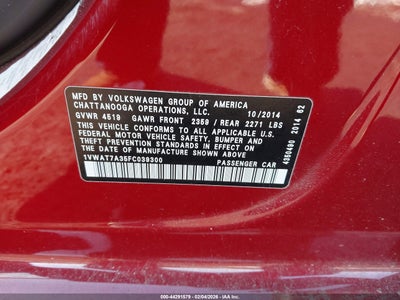 MFD BY VOLKSWAGEN GROUP OF AMERICA
CHATTANOOGA OPERATIONS, LLC. 10/2014
GVWR 4519 GAWR FRONT 2359 / REAR 2271 LBS
THIS VEHICLE CONFORMS TO ALL APPLICABLE U.S.
FEDERAL MOTOR VEHICLE SAFETY, BUMPER, AND
THEFT PREVENTION STANDARDS IN EFFECT ON THE
DATE OF MANUFACTURE SHOWN ABOVE.
1VWAT7A35FC039300 PASSENGER CAR
4350490 2014 62
000-44291579 - 02/04/2026 - IAA Inc.